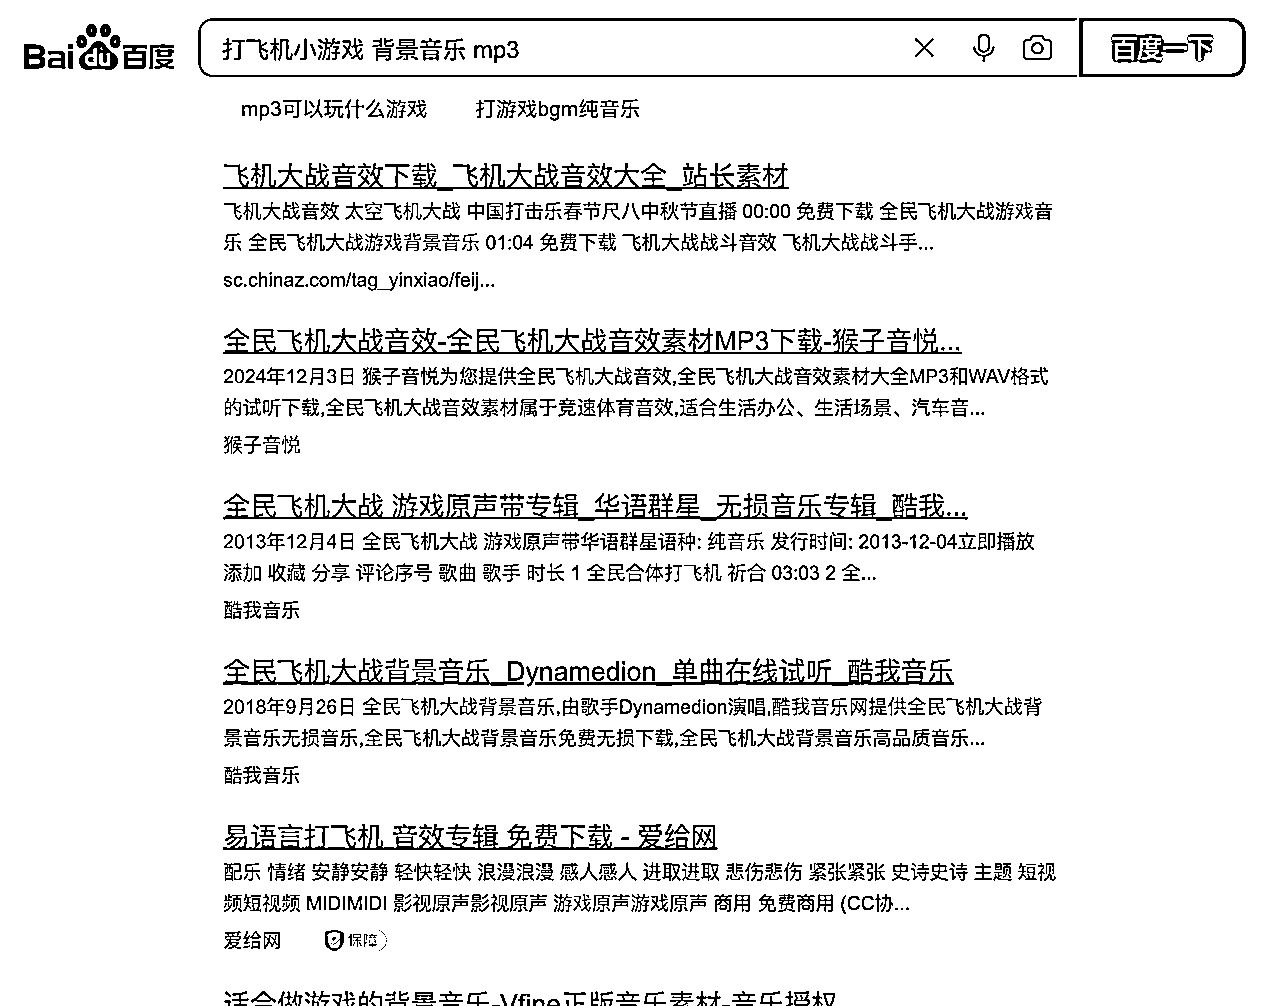 Bai du 百度
打飞机小游戏 背景音乐 mp3
百度一下
mp3可以玩什么游戏 打游戏bgm纯音乐
飞机大战音效下载_飞机大战音效大全_站长素材
飞机大战音效 太空飞机大战 中国打击乐春节尺八中秋节直播 00:00 免费下载 全民飞机大战游戏音
乐 全民飞机大战游戏背景音乐 01:04 免费下载 飞机大战战斗音效 飞机大战战斗手...
sc.chinaz.com/tag_yinxiao/feij...
全民飞机大战音效-全民飞机大战音效素材MP3下载-猴子音悦...
2024年12月3日 猴子音悦为您提供全民飞机大战音效,全民飞机大战音效素材大全MP3和WAV格式
的试听下载,全民飞机大战音效素材属于竞速体育音效,适合生活办公、生活场景、汽车音...
猴子音悦
全民飞机大战 游戏原声带专辑_华语群星_无损音乐专辑_酷我...
2013年12月4日 全民飞机大战 游戏原声带华语群星语种: 纯音乐 发行时间: 2013-12-04立即播放
添加 收藏 分享 评论序号 歌曲 歌手 时长 1 全民合体打飞机 祈合 03:03 2 全...
酷我音乐
全民飞机大战背景音乐_Dynamedion_单曲在线试听_酷我音乐
2018年9月26日 全民飞机大战背景音乐,由歌手Dynamedion演唱,酷我音乐网提供全民飞机大战背
景音乐无损音乐,全民飞机大战背景音乐免费无损下载,全民飞机大战背景音乐高品质音乐...
酷我音乐
易语言打飞机 音效专辑 免费下载 - 爱给网
配乐 情绪 安静安静 轻快轻快 浪漫浪漫 感人感人 进取进取 悲伤悲伤 紧张紧张 史诗史诗 主题 短视
频短视频 MIDIMIDI 影视原声影视原声 游戏原声游戏原声 商用 免费商用 (CC协...
爱给网 保障
适合做游戏的背景音乐-Vfine正版音乐素材-音乐授权